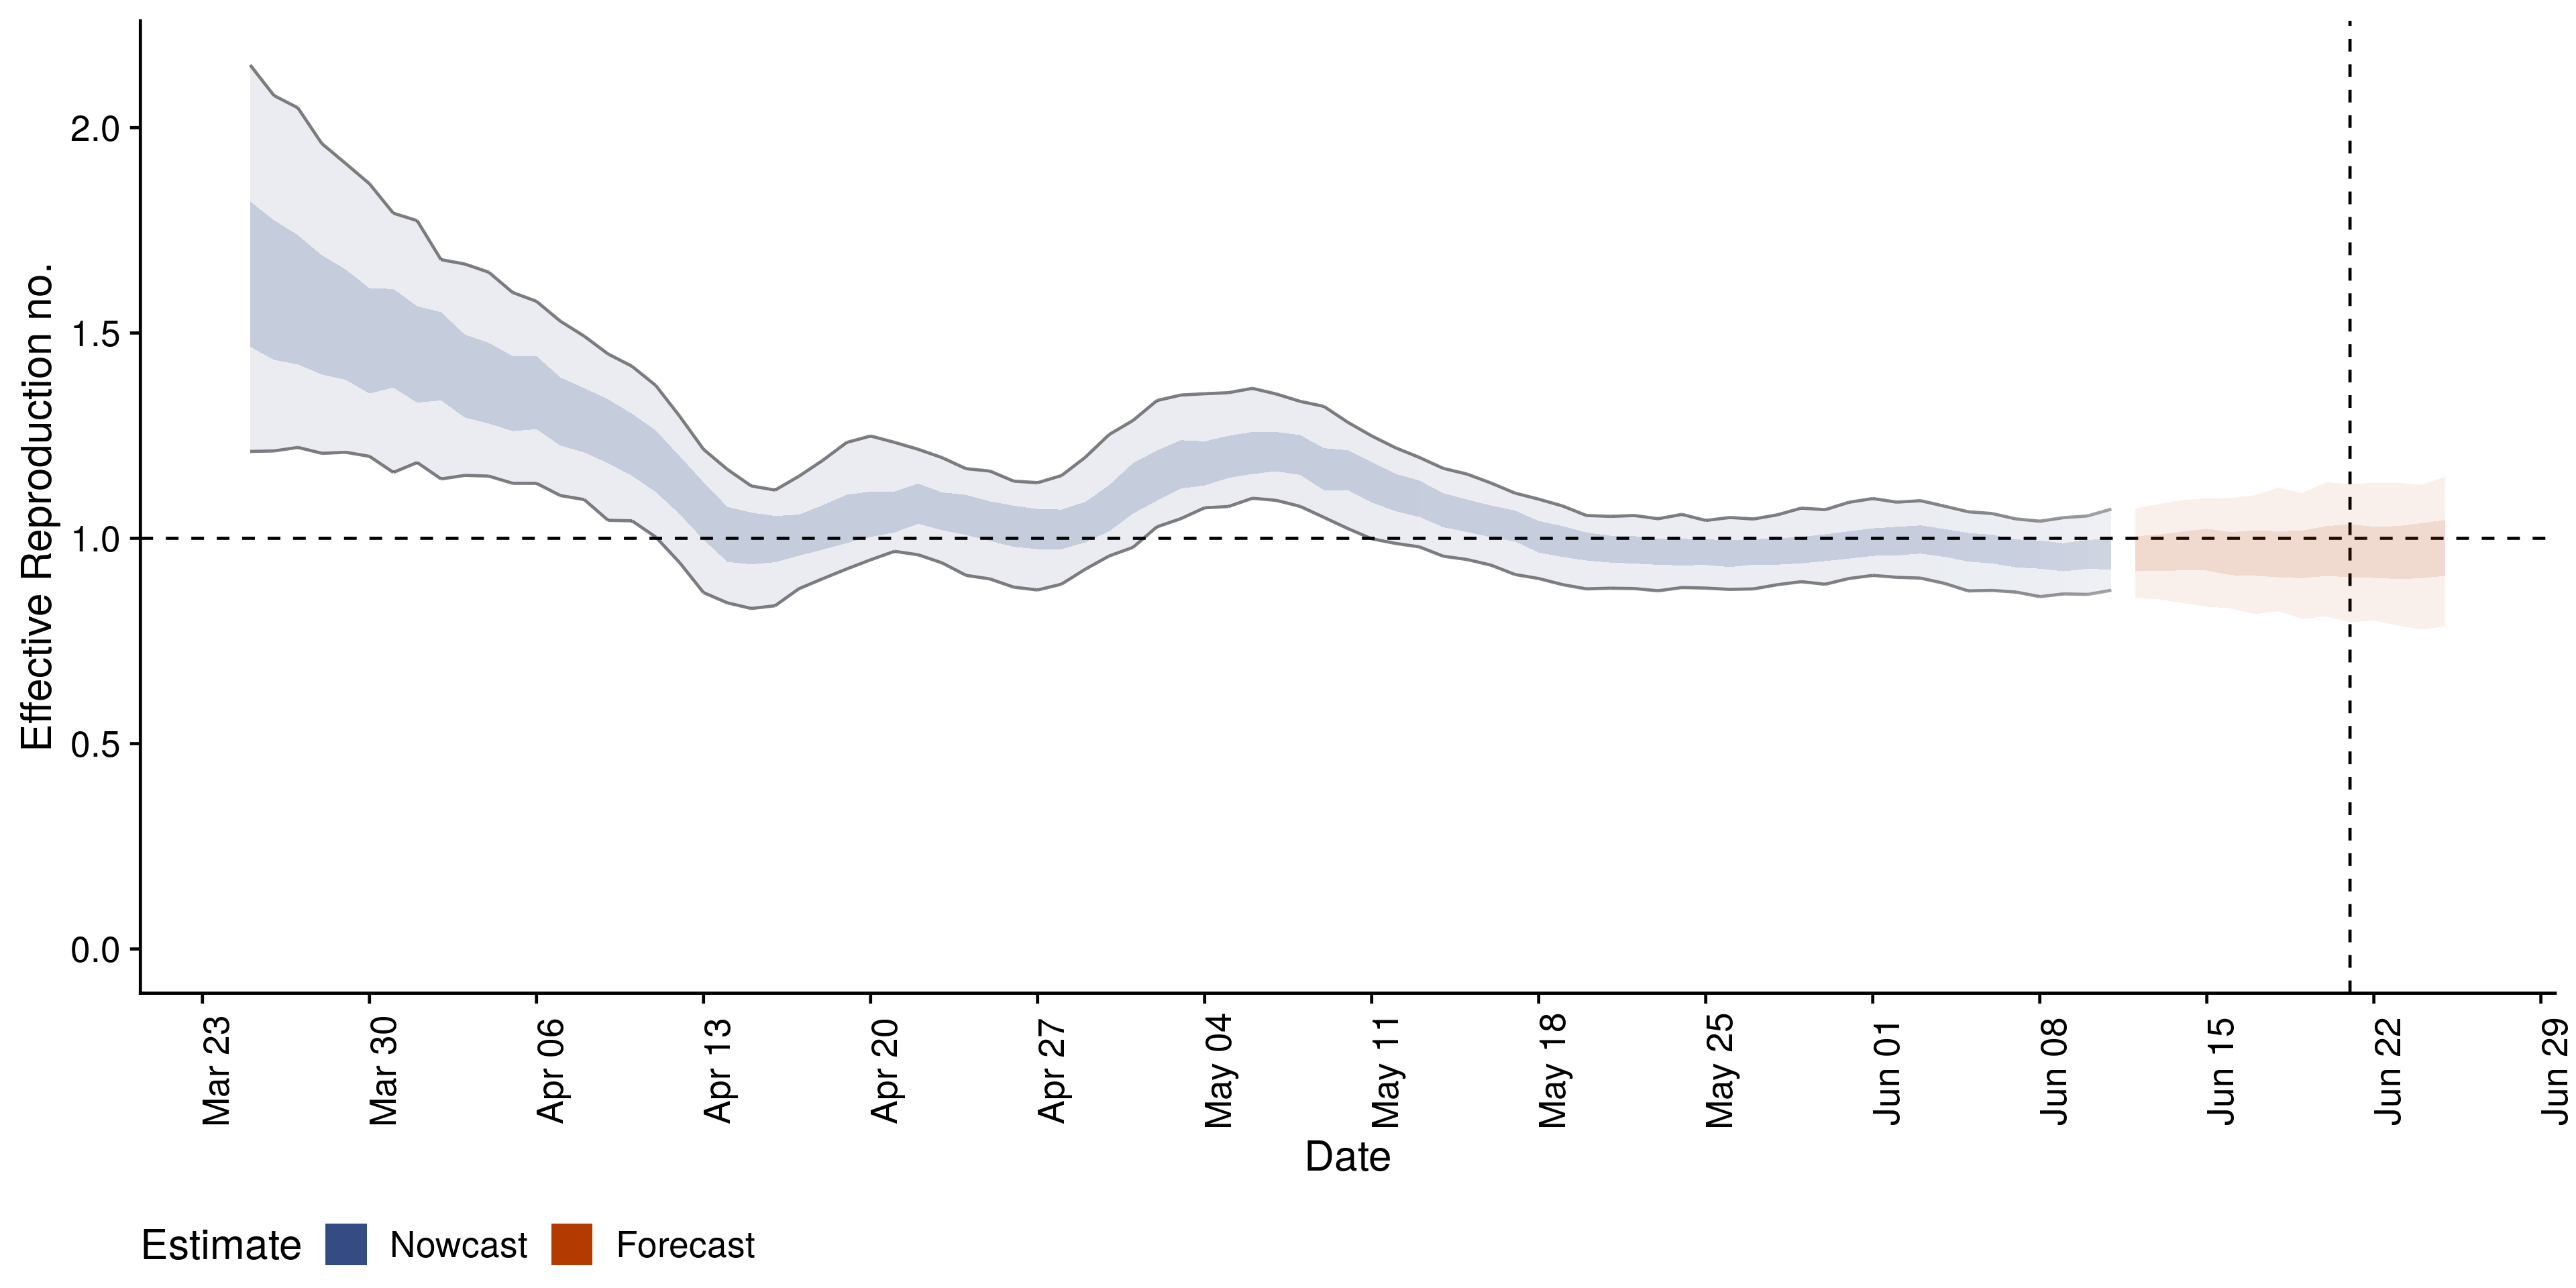 Effective Reproduction no.
2.0
1.5
1.0
0.5
0.0
Mar 23
Mar 30
Apr 06
Apr 13
Apr 20
Apr 27
May 04
May 11
May 18
May 25
Jun 01
Jun 08
Jun 15
Jun 22
Jun 29
Date
Estimate Nowcast Forecast